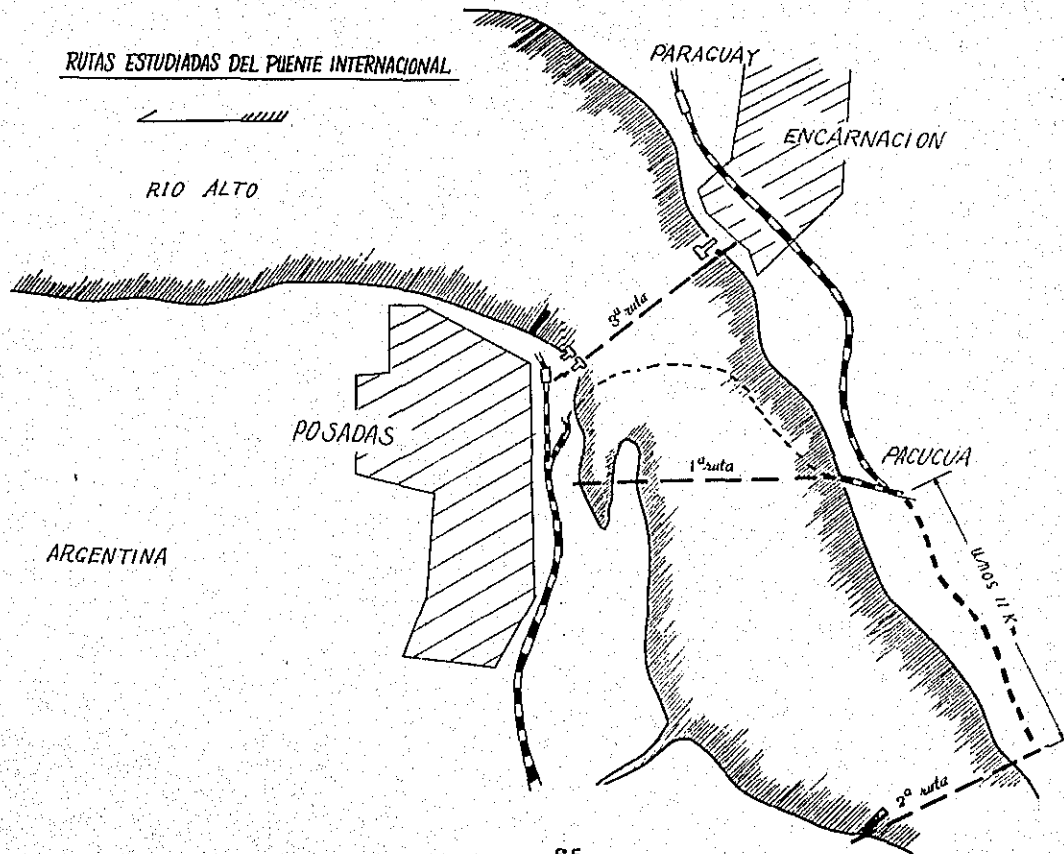 RUTAS ESTUDIADAS DEL PUENTE INTERNACIONAL
PARAGUAY
ENCARNACION
RIO ALTO
3ª ruta
POSADAS
1ª ruta
PACUCUA
ARGENTINA
unos 11 K
2ª ruta